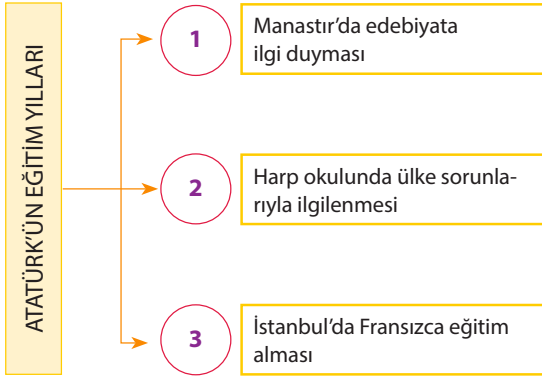 ATATÜRK'ÜN EĞİTİM YILLARI
1
Manastır'da edebiyata
ilgi duyması
2
Harp okulunda ülke sorunla-
rıyla ilgilenmesi
3
İstanbul'da Fransızca eğitim
alması